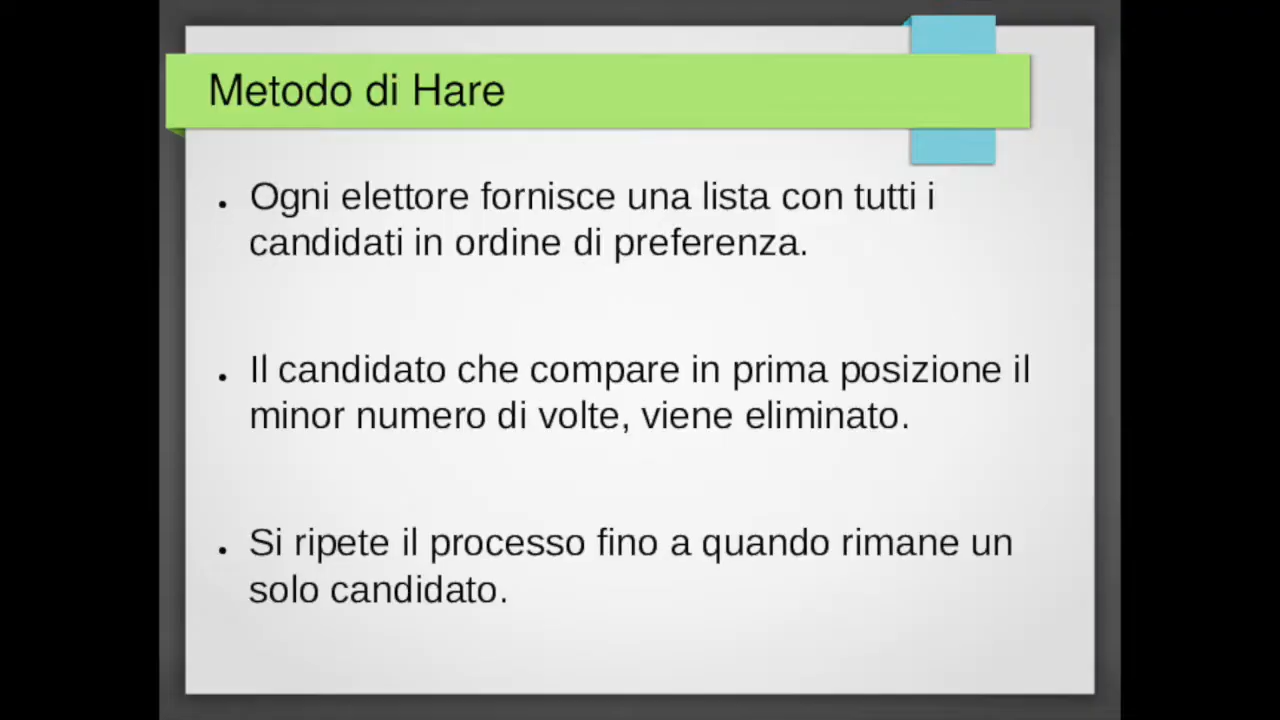 Metodo di Hare
● Ogni elettore fornisce una lista con tutti i
candidati in ordine di preferenza.
● Il candidato che compare in prima posizione il
minor numero di volte, viene eliminato.
● Si ripete il processo fino a quando rimane un
solo candidato.